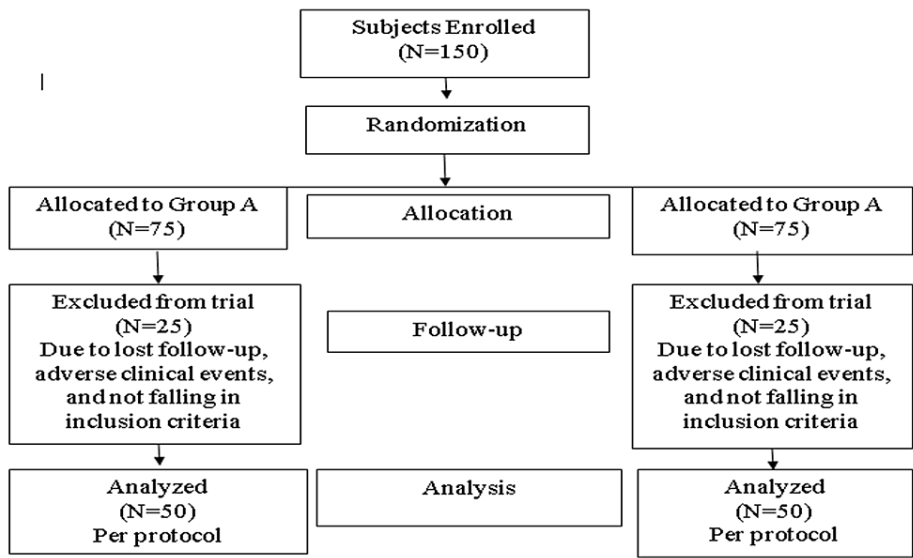 Subjects Enrolled
(N=150)
Randomization
Allocated to Group A
(N=75)
Allocation
Allocated to Group A
(N=75)
Excluded from trial
(N=25)
Due to lost follow-up,
adverse clinical events,
and not falling in
inclusion criteria
Follow-up
Excluded from trial
(N=25)
Due to lost follow-up,
adverse clinical events,
and not falling in
inclusion criteria
Analyzed
(N=50)
Per protocol
Analysis
Analyzed
(N=50)
Per protocol